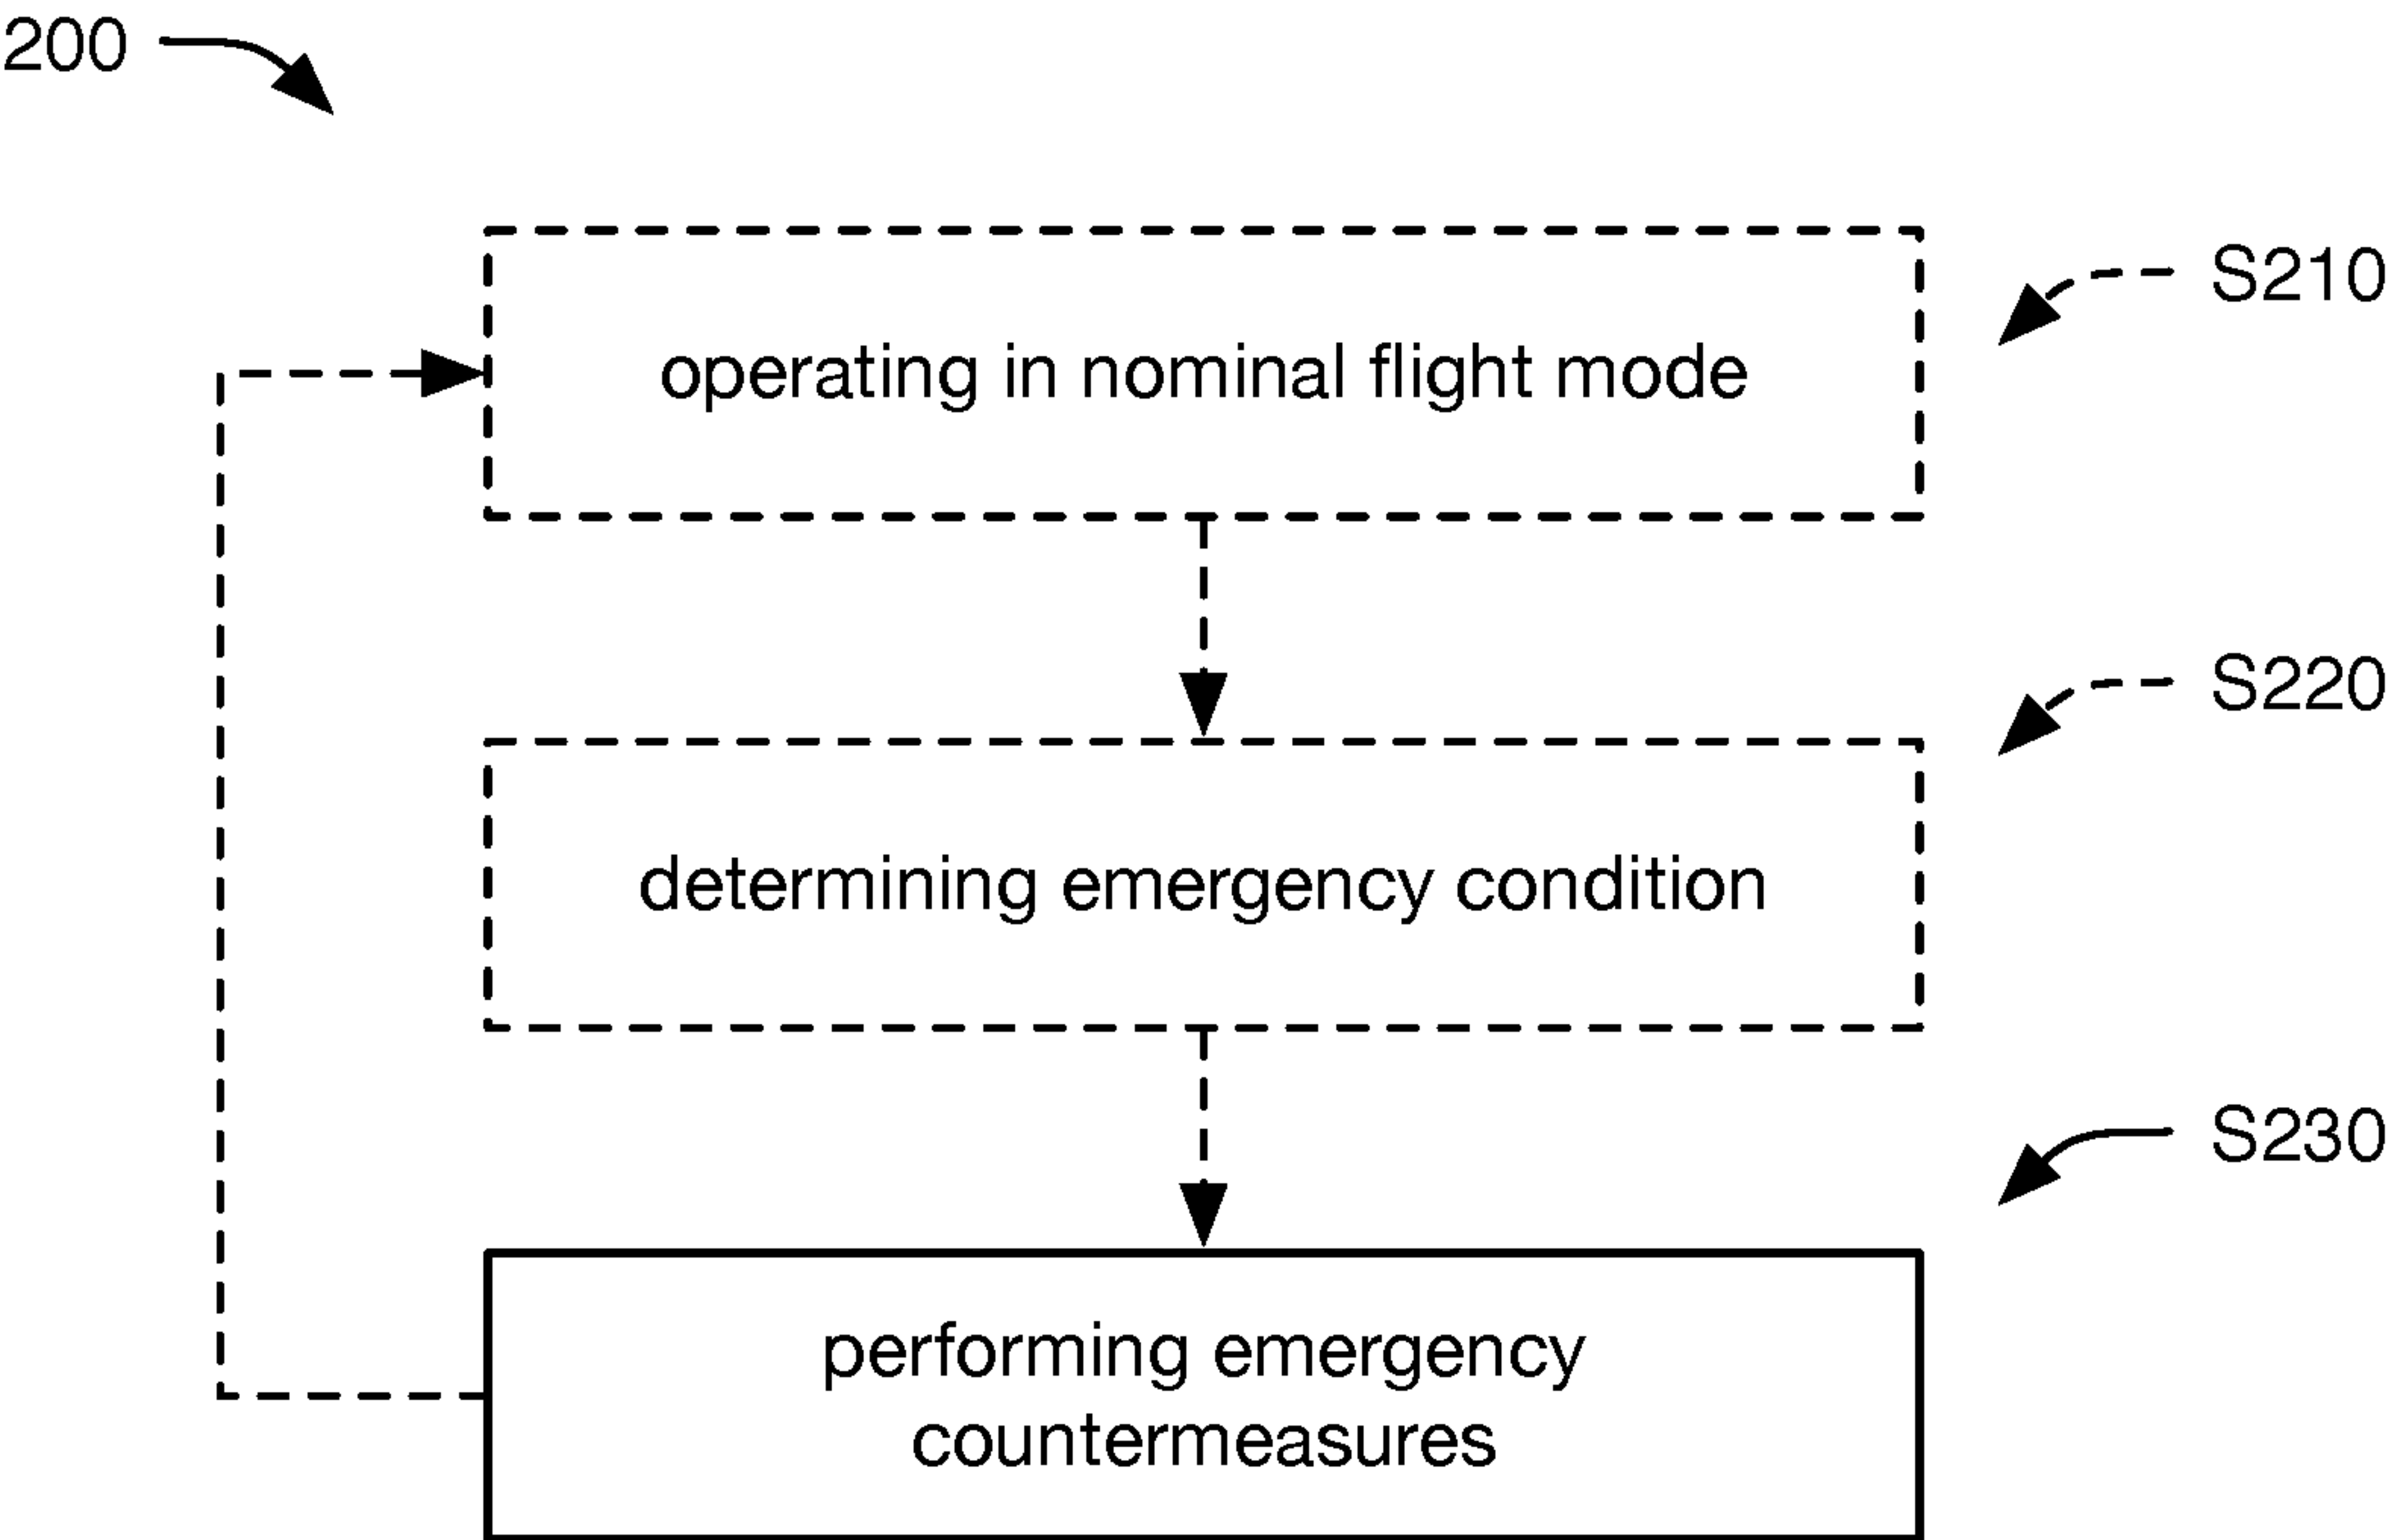 200
S210
operating in nominal flight mode
S220
determining emergency condition
S230
performing emergency
countermeasures